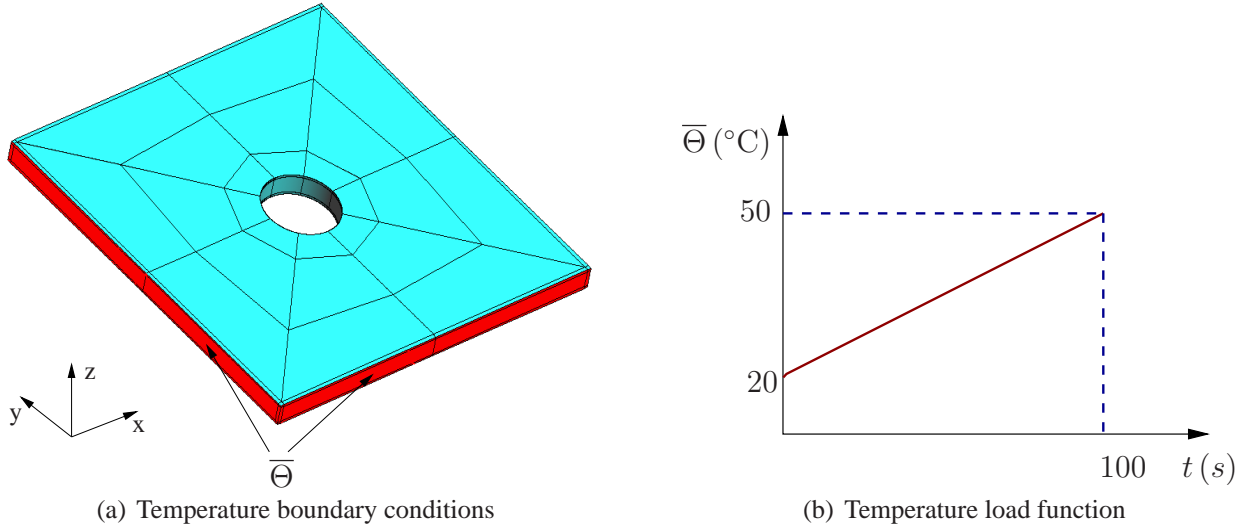 z
y
x
Θ̅
(a) Temperature boundary conditions
Θ̅ (°C)
50
20
100
t (s)
(b) Temperature load function